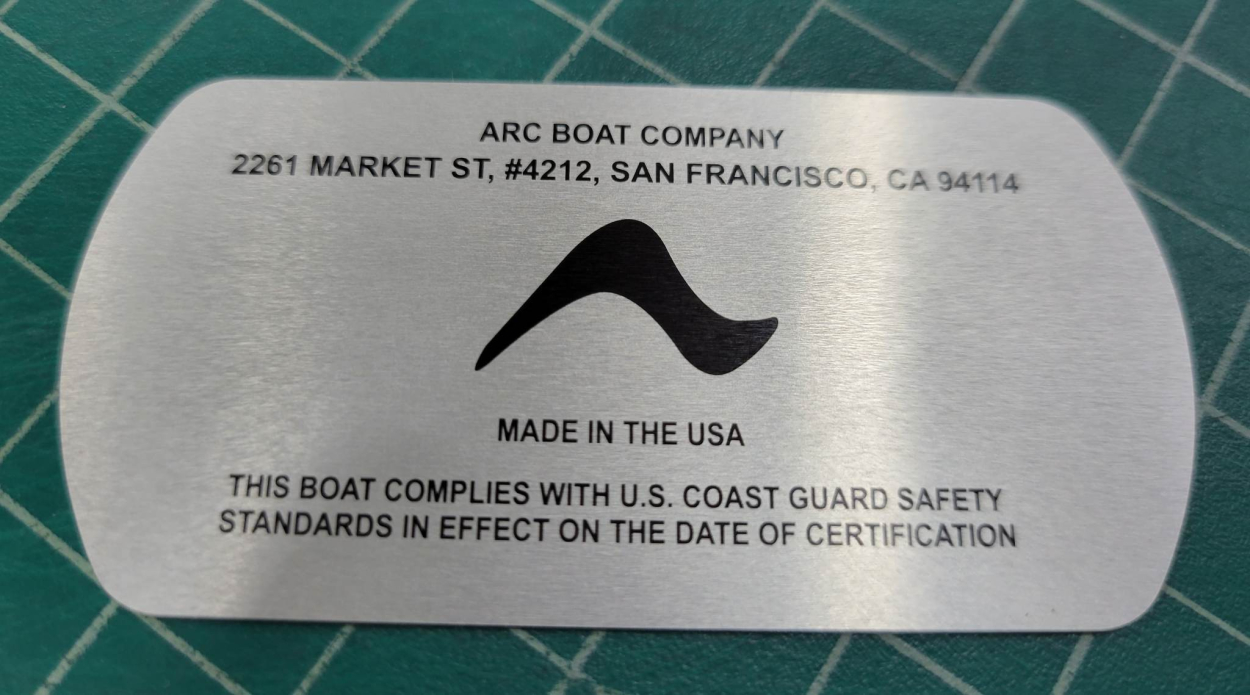 ARC BOAT COMPANY
2261 MARKET ST, #4212, SAN FRANCISCO, CA 94114
MADE IN THE USA
THIS BOAT COMPLIES WITH U.S. COAST GUARD SAFETY
STANDARDS IN EFFECT ON THE DATE OF CERTIFICATION